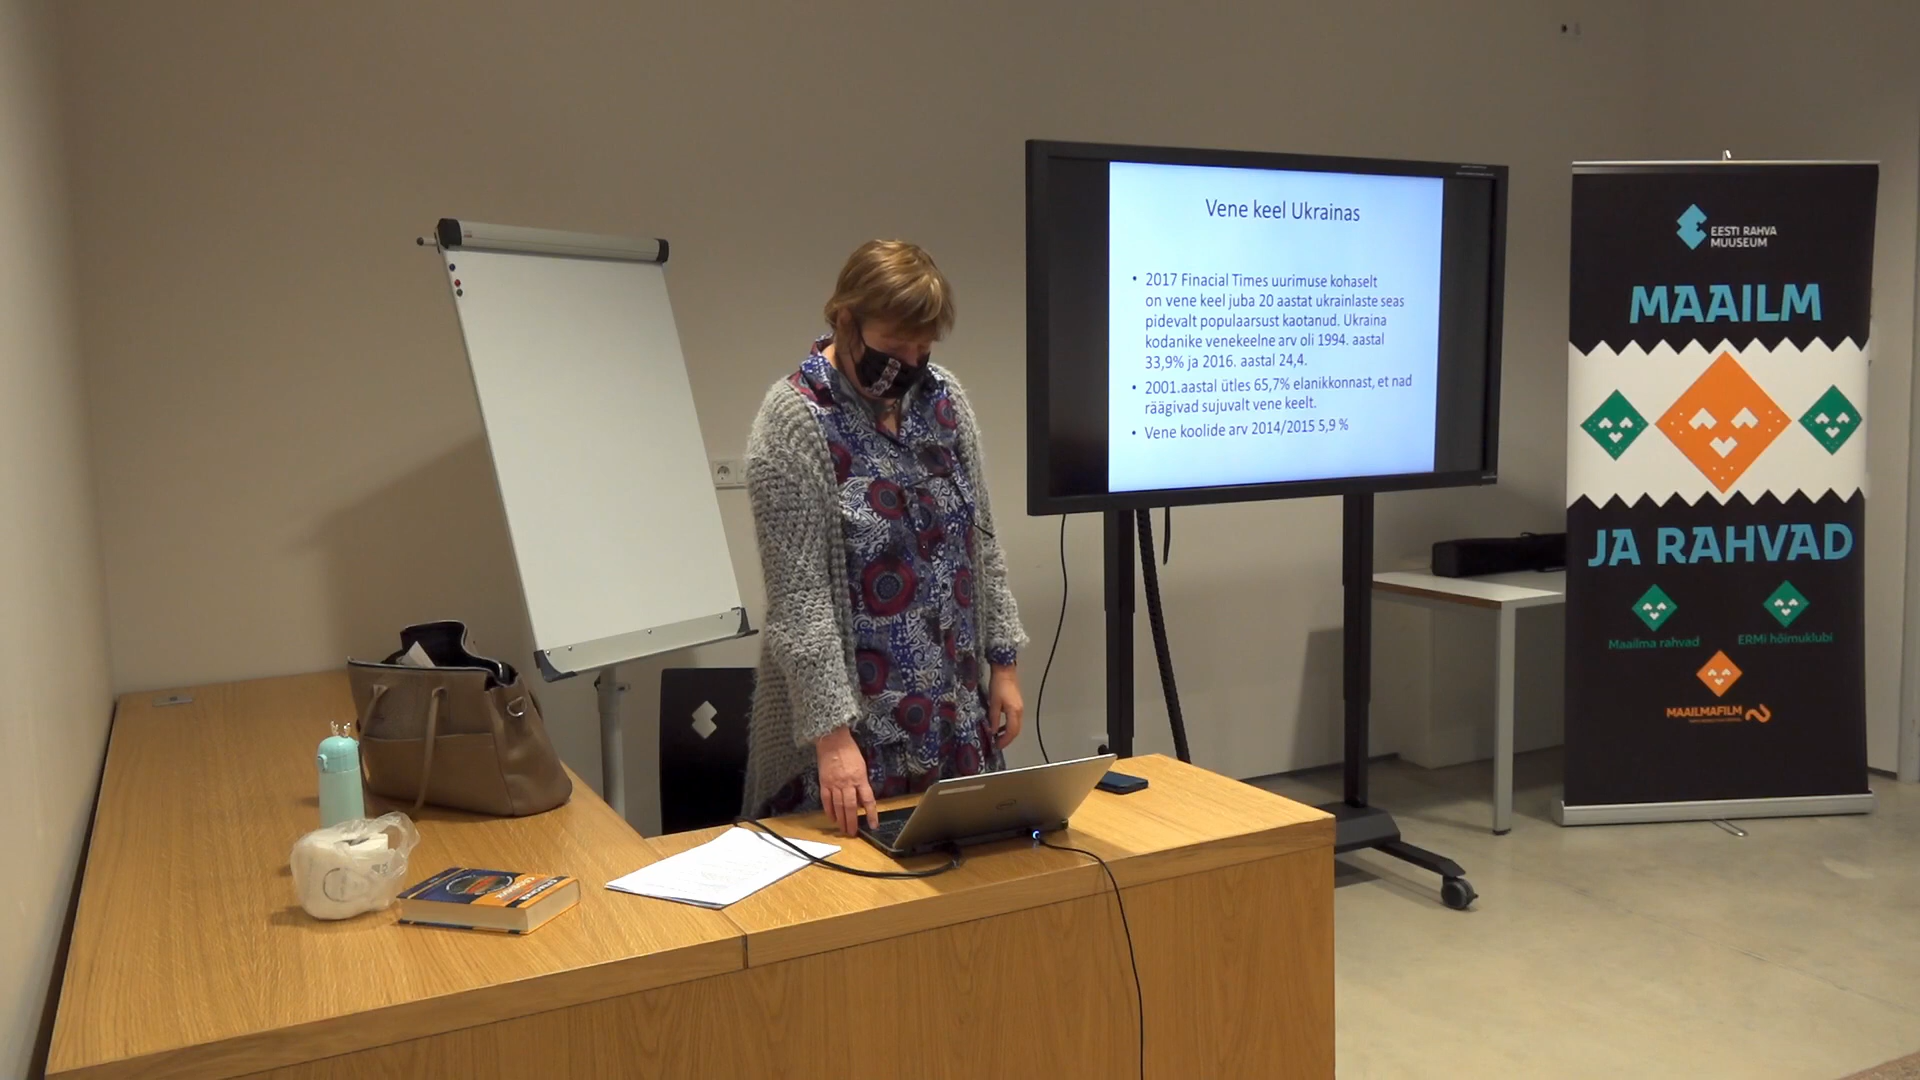 Vene keel Ukrainas
• 2017 Finacial Times uurimuse kohaselt
on vene keel juba 20 aastat ukrainlaste seas
pidevalt populaarsust kaotanud. Ukraina
kodanike venekeelne arv oli 1994. aastal
33,9% ja 2016. aastal 24,4.
• 2001.aastal ütles 65,7% elanikkonnast, et nad
räägivad sujuvalt vene keelt.
• Vene koolide arv 2014/2015 5,9 %
EESTI RAHVA
MUUSEUM
MAAILM
JA RAHVAD
Maailma rahvad
ERMi hõimuklubi
MAAILMAFILM
DELL